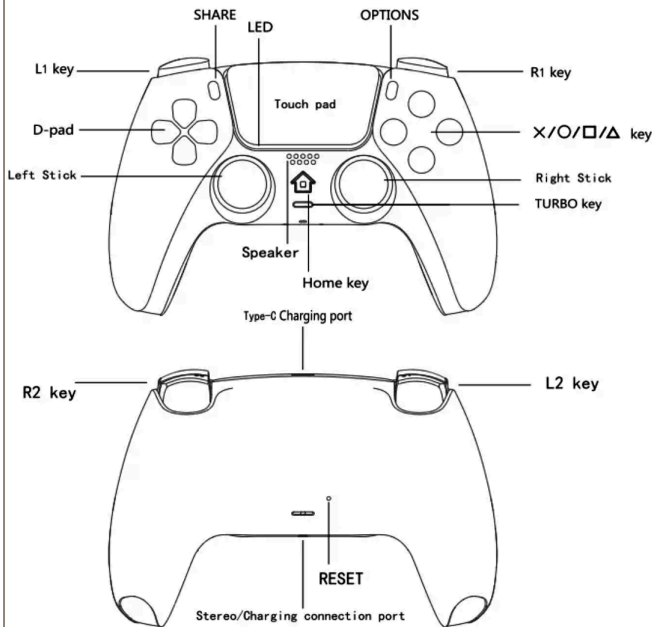 SHARE
LED
OPTIONS
L1 key
R1 key
Touch pad
D-pad
×/○/□/△ key
Left Stick
Right Stick
TURBO key
Speaker
Home key
Type-C Charging port
R2 key
L2 key
RESET
Stereo/Charging connection port